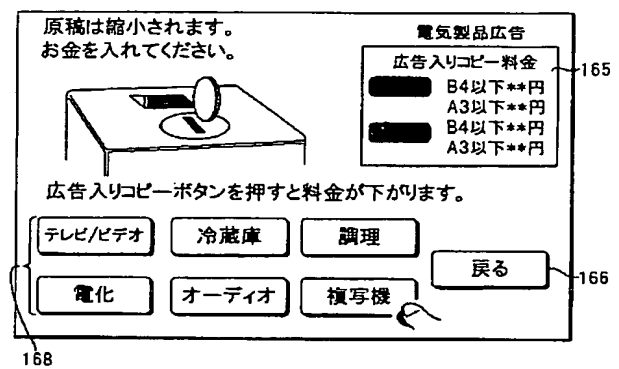 原稿は縮小されます。
お金を入れてください。
電気製品広告
広告入りコピー料金
B4以下**円
A3以下**円
B4以下**円
A3以下**円
165
広告入りコピーボタンを押すと料金が下がります。
テレビ/ビデオ
冷蔵庫
調理
戻る
166
電化
オーディオ
複写機
168